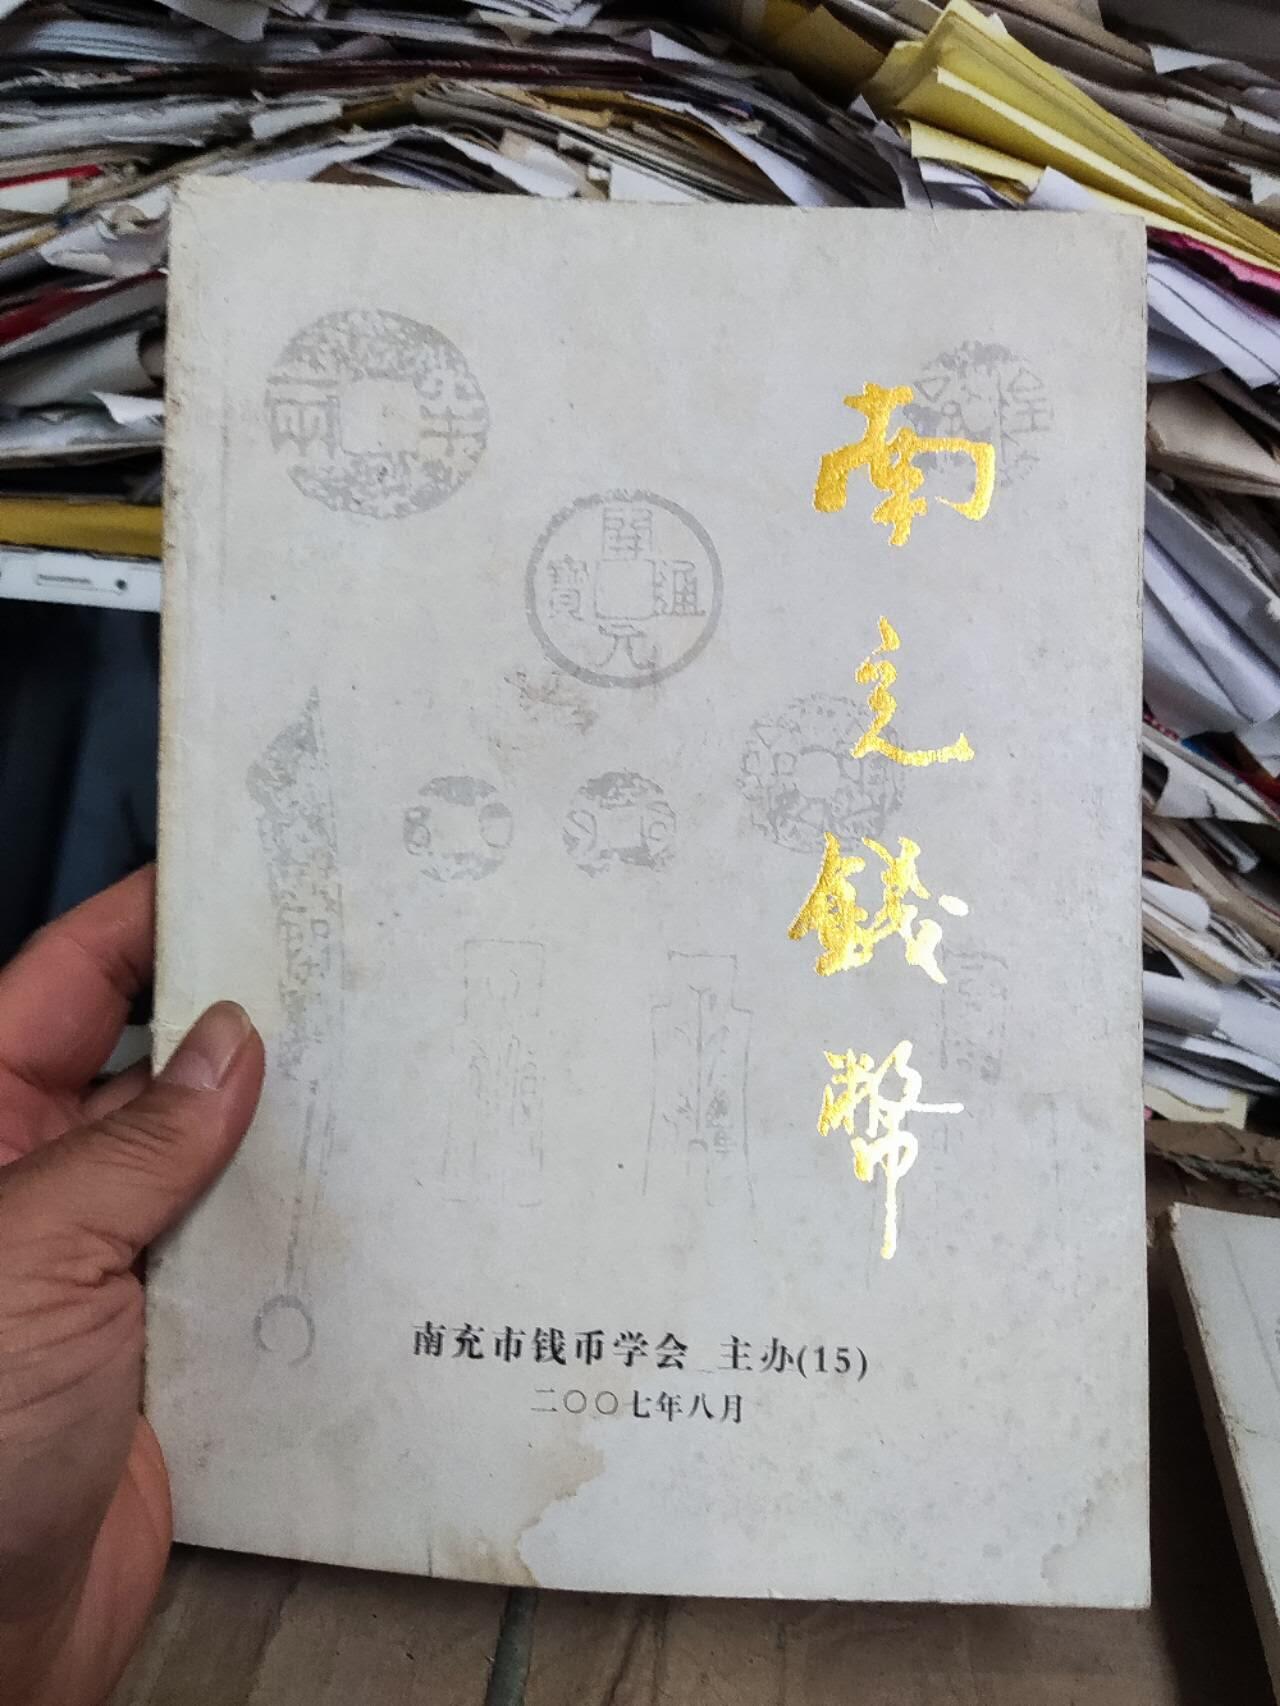 南充錢幣
開元通寶
南充市钱币学会 主办(15)
二〇〇七年八月